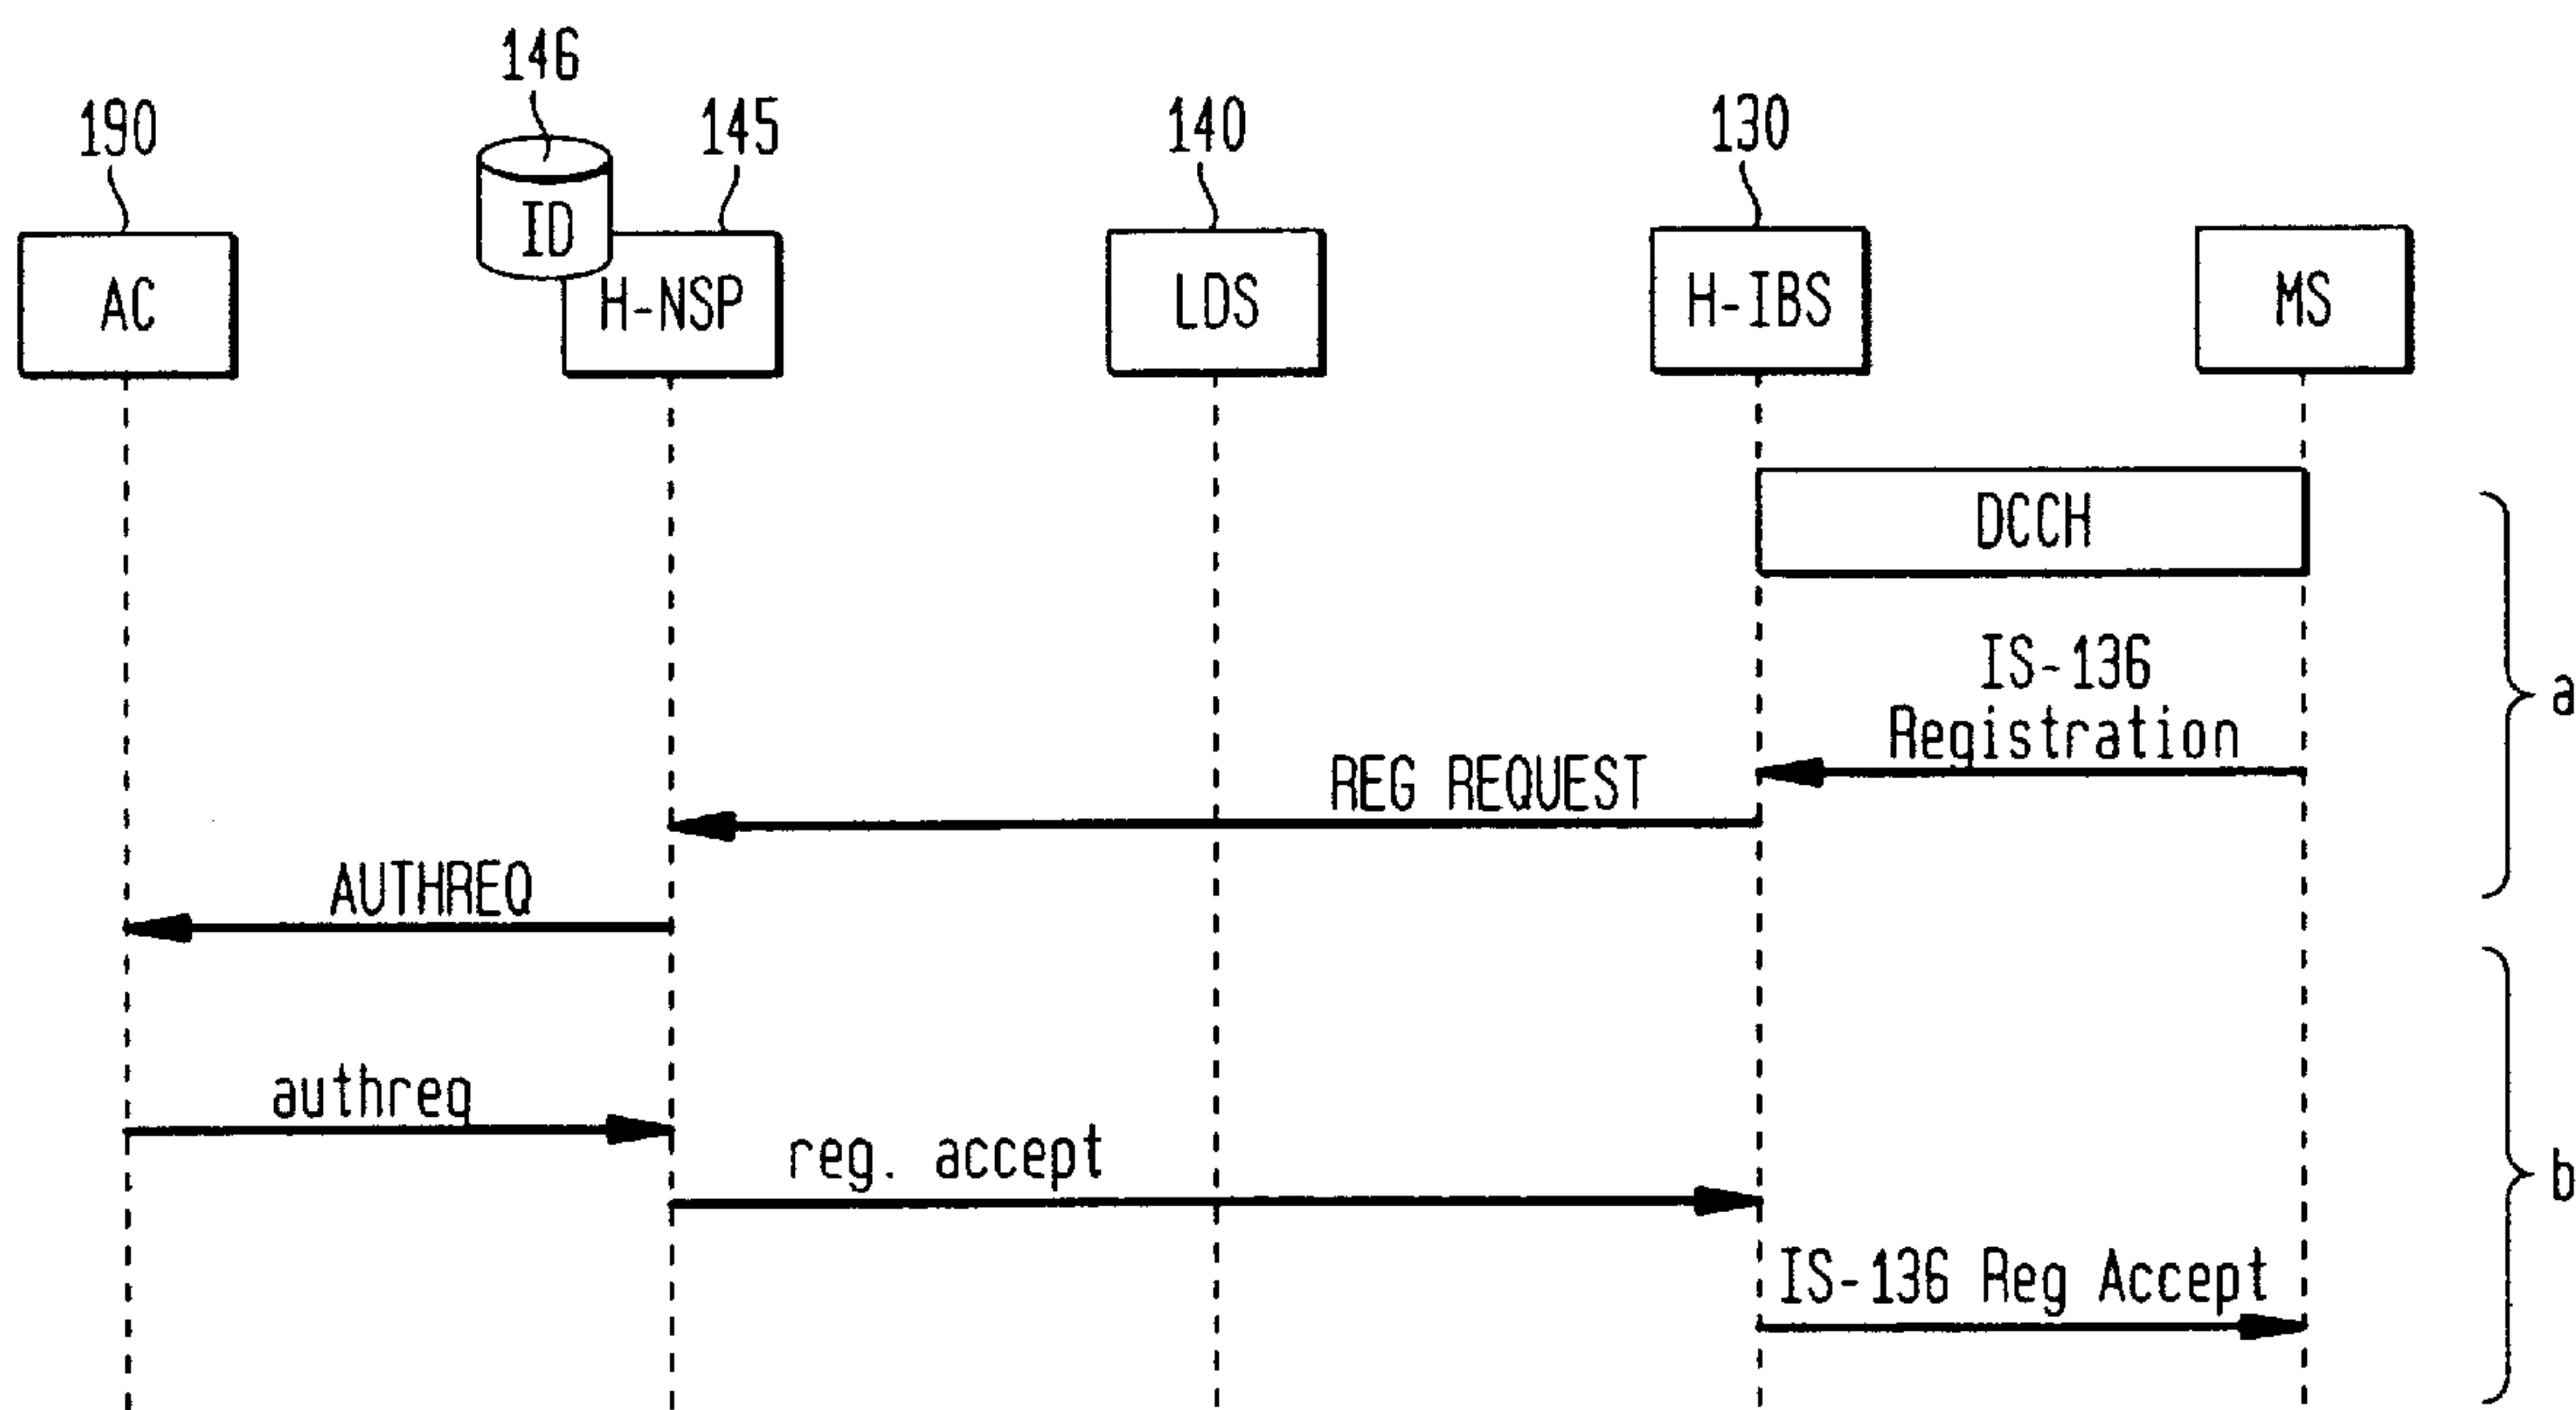 146
190
145
140
130
ID
AC
H-NSP
LDS
H-IBS
MS
DCCH
IS-136
Registration
a
REG REQUEST
AUTHREQ
authreq
reg. accept
b
IS-136 Reg Accept